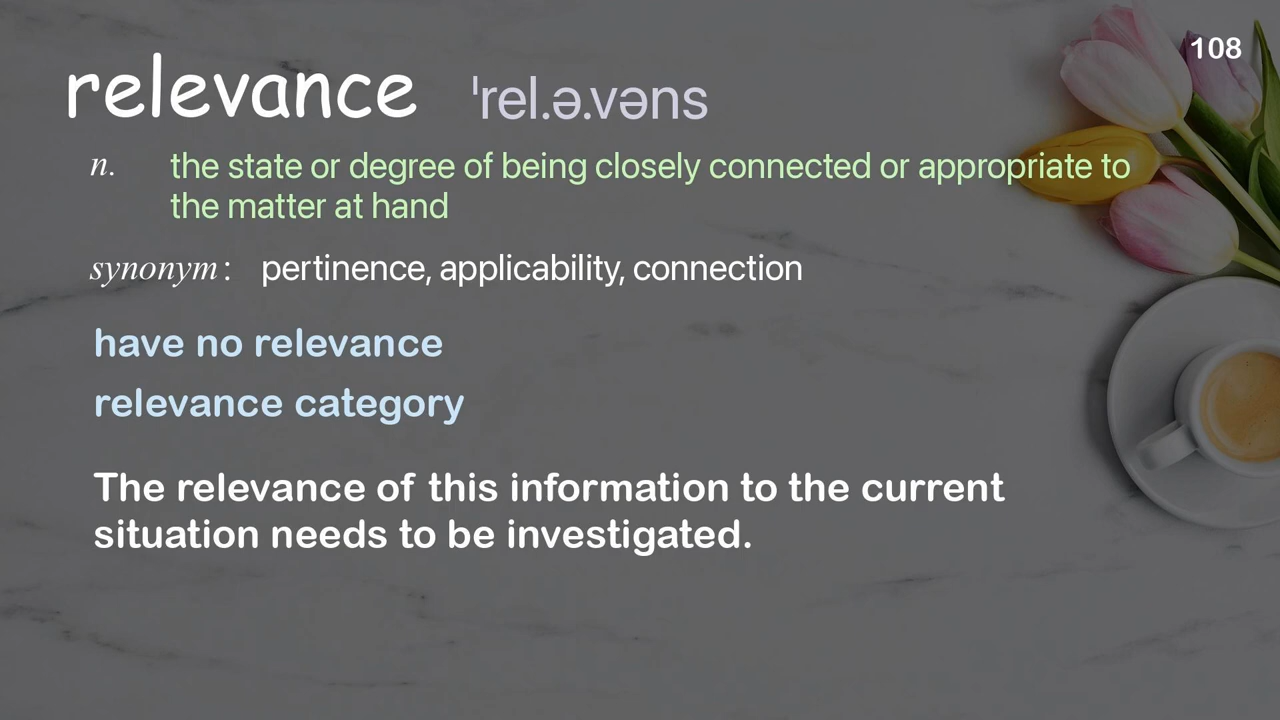 108
relevance ˈrel.ə.vəns
n. the state or degree of being closely connected or appropriate to
the matter at hand
synonym: pertinence, applicability, connection
have no relevance
relevance category
The relevance of this information to the current
situation needs to be investigated.